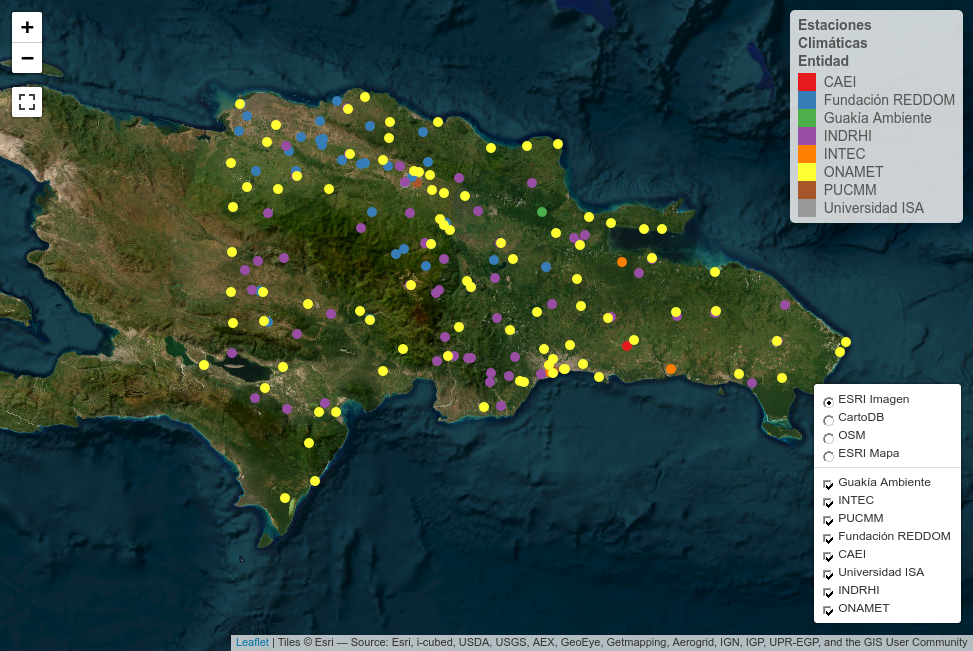 +
−
Estaciones
Climáticas
Entidad
CAEI
Fundación REDDOM
Guakía Ambiente
INDRHI
INTEC
ONAMET
PUCMM
Universidad ISA
ESRI Imagen
CartoDB
OSM
ESRI Mapa
Guakía Ambiente
INTEC
PUCMM
Fundación REDDOM
CAEI
Universidad ISA
INDRHI
ONAMET
Leaflet | Tiles © Esri — Source: Esri, i-cubed, USDA, USGS, AEX, GeoEye, Getmapping, Aerogrid, IGN, IGP, UPR-EGP, and the GIS User Community